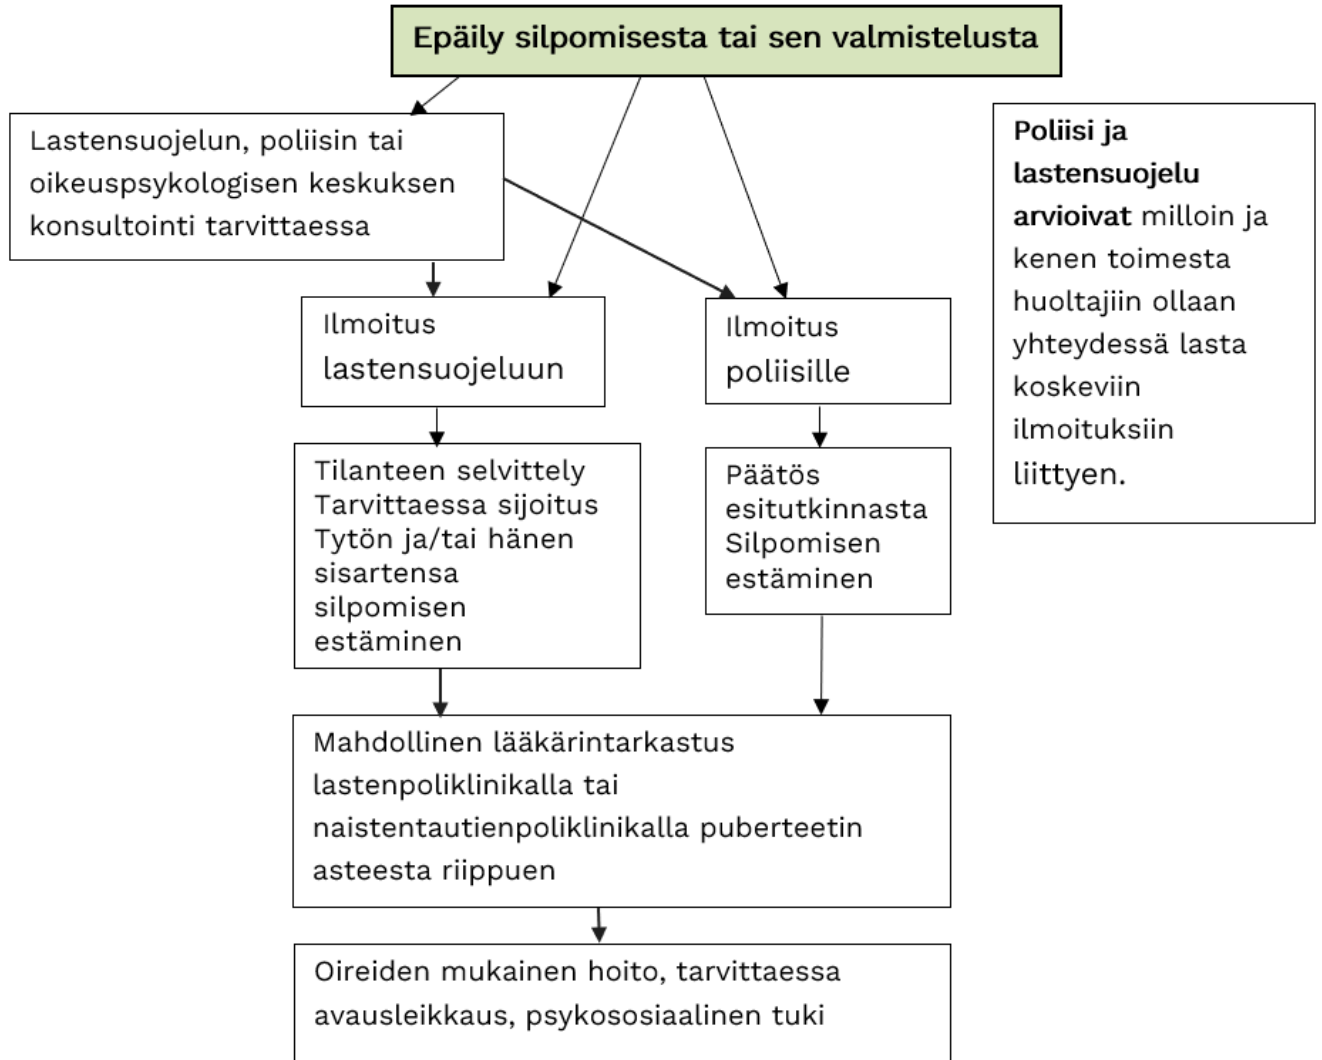 Epäily silpomisesta tai sen valmistelusta
Lastensuojelun, poliisin tai
oikeuspsykologisen keskuksen
konsultointi tarvittaessa
Poliisi ja
lastensuojelu
arvioivat milloin ja
kenen toimesta
huoltajiin ollaan
yhteydessä lasta
koskeviin
ilmoituksiin
liittyen.
Ilmoitus
lastensuojeluun
Ilmoitus
poliisille
Tilanteen selvittely
Tarvittaessa sijoitus
Tytön ja/tai hänen
sisartensa
silpomisen
estäminen
Päätös
esitutkinnasta
Silpomisen
estäminen
Mahdollinen lääkärintarkastus
lastenpoliklinikalla tai
naistentautienpoliklinikalla puberteetin
asteesta riippuen
Oireiden mukainen hoito, tarvittaessa
avausleikkaus, psykososiaalinen tuki